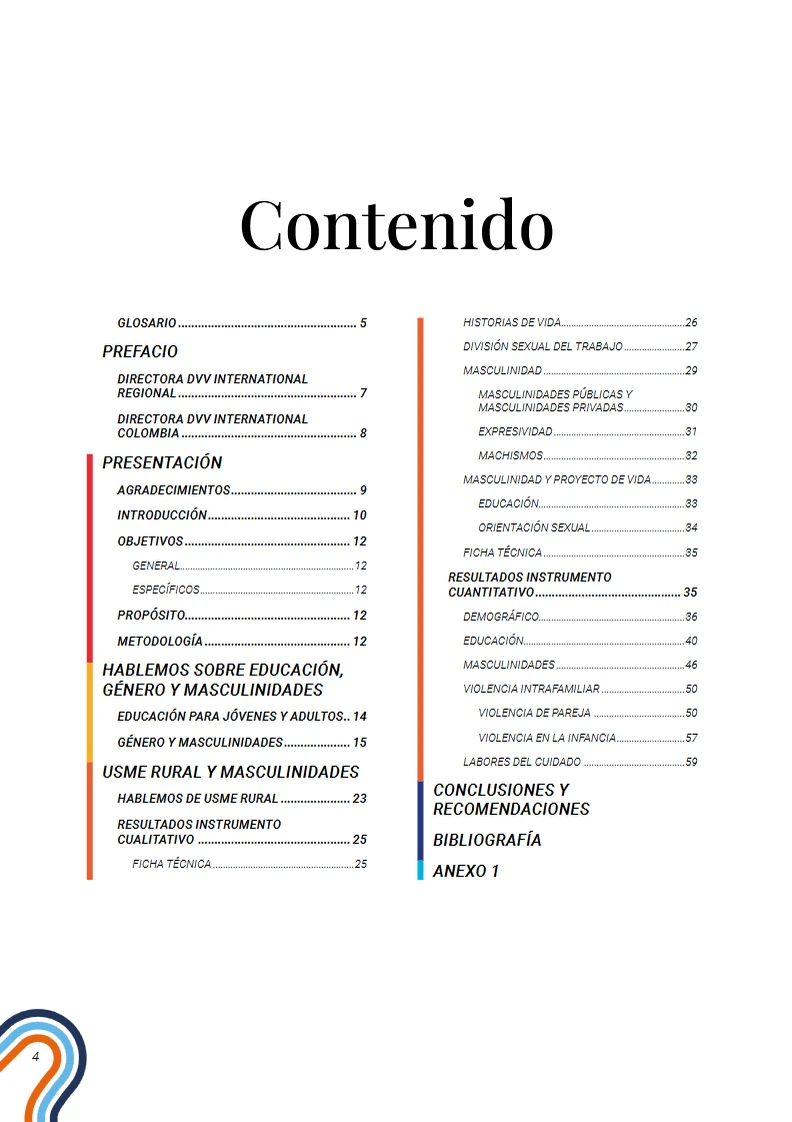 Contenido
GLOSARIO ...................................................... 5
PREFACIO
DIRECTORA DVV INTERNATIONAL
REGIONAL ...................................................... 7
DIRECTORA DVV INTERNATIONAL
COLOMBIA ..................................................... 8
PRESENTACIÓN
AGRADECIMIENTOS...................................... 9
INTRODUCCIÓN........................................... 10
OBJETIVOS .................................................. 12
GENERAL..........................................................12
ESPECÍFICOS...................................................12
PROPÓSITO.................................................. 12
METODOLOGÍA ............................................ 12
HABLEMOS SOBRE EDUCACIÓN,
GÉNERO Y MASCULINIDADES
EDUCACIÓN PARA JÓVENES Y ADULTOS.. 14
GÉNERO Y MASCULINIDADES.................... 15
USME RURAL Y MASCULINIDADES
HABLEMOS DE USME RURAL ..................... 23
RESULTADOS INSTRUMENTO
CUALITATIVO .............................................. 25
FICHA TÉCNICA ..............................................25
HISTORIAS DE VIDA........................................26
DIVISIÓN SEXUAL DEL TRABAJO ....................27
MASCULINIDAD ..............................................29
MASCULINIDADES PÚBLICAS Y
MASCULINIDADES PRIVADAS....................30
EXPRESIVIDAD ...........................................31
MACHISMOS..............................................32
MASCULINIDAD Y PROYECTO DE VIDA...........33
EDUCACIÓN...............................................33
ORIENTACIÓN SEXUAL ..............................34
FICHA TÉCNICA ..............................................35
RESULTADOS INSTRUMENTO
CUANTITATIVO............................................ 35
DEMOGRÁFICO...............................................36
EDUCACIÓN....................................................40
MASCULINIDADES ..........................................46
VIOLENCIA INTRAFAMILIAR ...........................50
VIOLENCIA DE PAREJA .............................50
VIOLENCIA EN LA INFANCIA......................57
LABORES DEL CUIDADO ................................59
CONCLUSIONES Y
RECOMENDACIONES
BIBLIOGRAFÍA
ANEXO 1
4